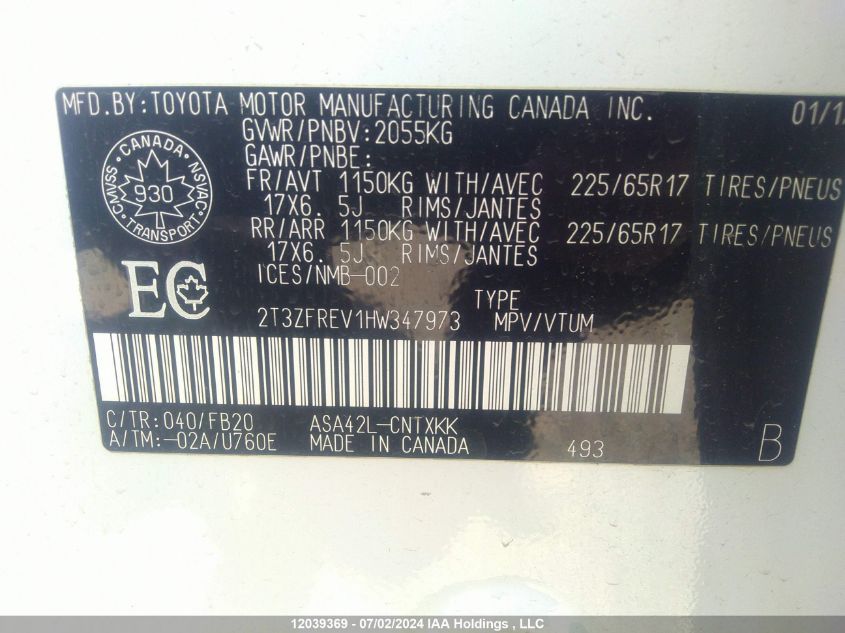 MFD.BY:TOYOTA MOTOR MANUFACTURING CANADA INC. 01/1
GVWR/PNBV:2055KG
GAWR/PNBE:
FR/AVT 1150KG WITH/AVEC 225/65R17 TIRES/PNEUS
17X6.5J RIMS/JANTES
RR/ARR 1150KG WITH/AVEC 225/65R17 TIRES/PNEUS
17X6.5J RIMS/JANTES
ICES/NMB-002
CANADA
CMVSS
NSVAC
930
TRANSPORT
EC
TYPE
2T3ZFREV1HW347973 MPV/VTUM
C/TR:040/FB20 ASA42L-CNTXKK
A/TM:-02A/U760E MADE IN CANADA 493 B
12039369 - 07/02/2024 IAA Holdings , LLC